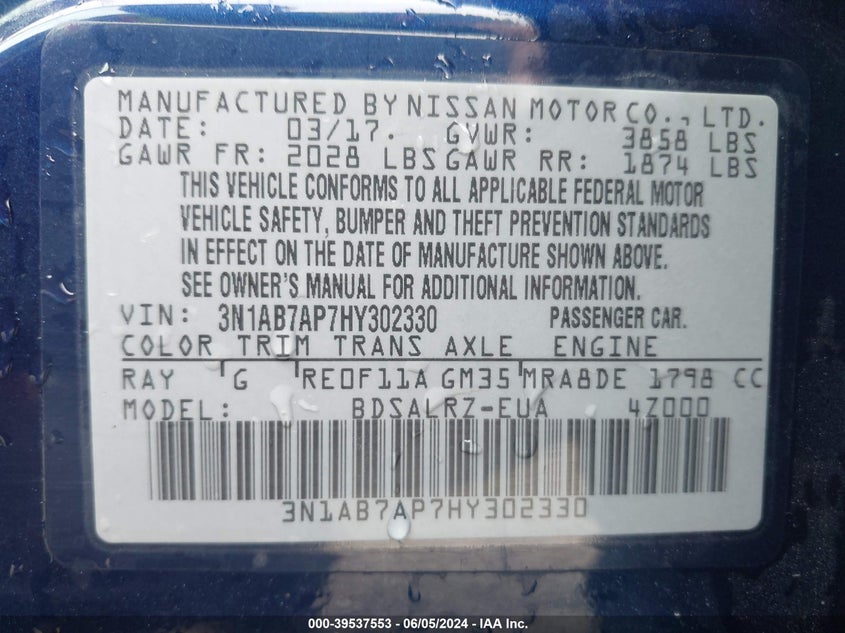 MANUFACTURED BY NISSAN MOTOR CO., LTD.
DATE: 03/17. GVWR: 3858 LBS
GAWR FR: 2028 LBS GAWR RR: 1874 LBS
THIS VEHICLE CONFORMS TO ALL APPLICABLE FEDERAL MOTOR
VEHICLE SAFETY, BUMPER AND THEFT PREVENTION STANDARDS
IN EFFECT ON THE DATE OF MANUFACTURE SHOWN ABOVE.
SEE OWNER'S MANUAL FOR ADDITIONAL INFORMATION.
VIN: 3N1AB7AP7HY302330 PASSENGER CAR.
COLOR TRIM TRANS AXLE ENGINE
RAY G RE0F11A GM35 MRA8DE 1798 CC
MODEL: BDSALRZ-EUA 4Z000
3N1AB7AP7HY302330
000-39537553 - 06/05/2024 - IAA Inc.